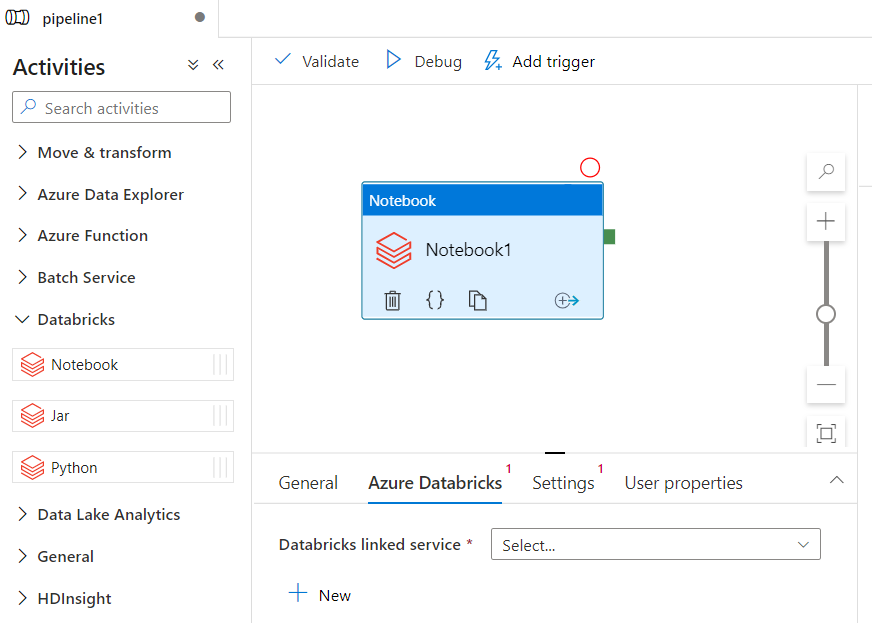 pipeline1
Activities
Search activities
Move & transform
Azure Data Explorer
Azure Function
Batch Service
Databricks
Notebook
Jar
Python
Data Lake Analytics
General
HDInsight
Validate
Debug
Add trigger
Notebook
Notebook1
General
Azure Databricks 1
Settings 1
User properties
Databricks linked service *
Select...
New